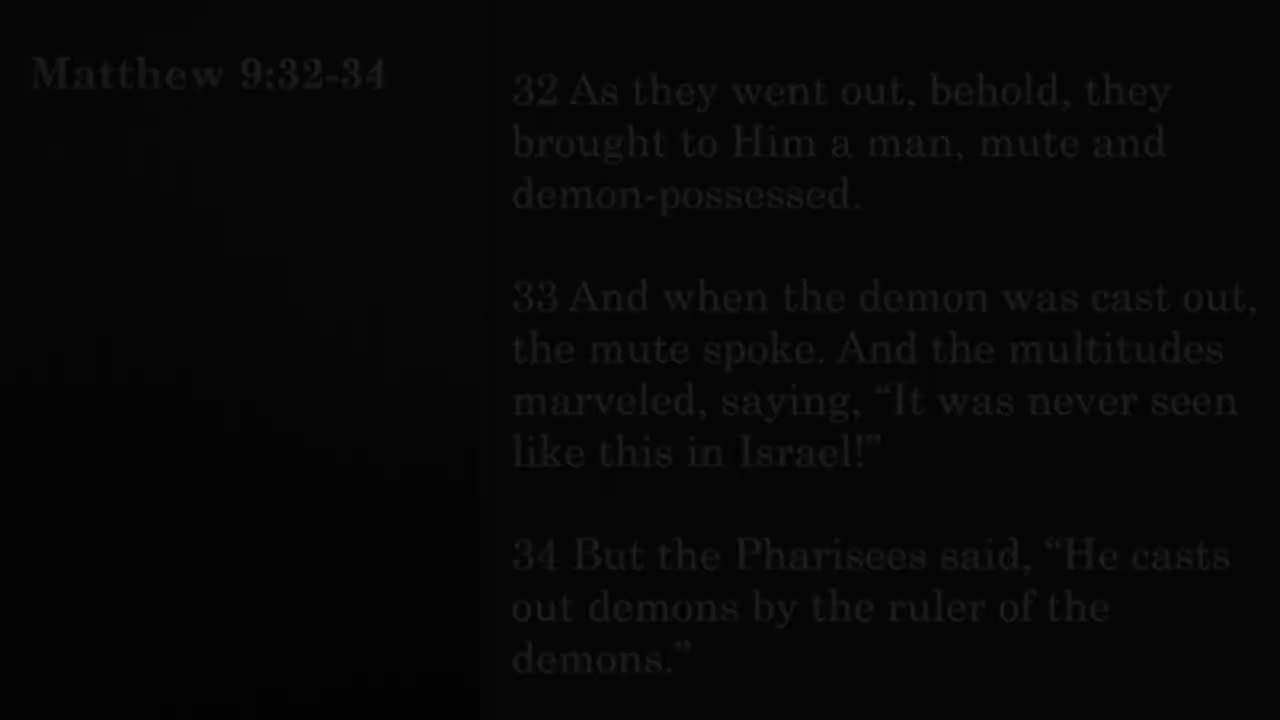 Matthew 9:32-34
32 As they went out, behold, they
brought to Him a man, mute and
demon-possessed.
33 And when the demon was cast out,
the mute spoke. And the multitudes
marveled, saying, “It was never seen
like this in Israel!”
34 But the Pharisees said, “He casts
out demons by the ruler of the
demons.”